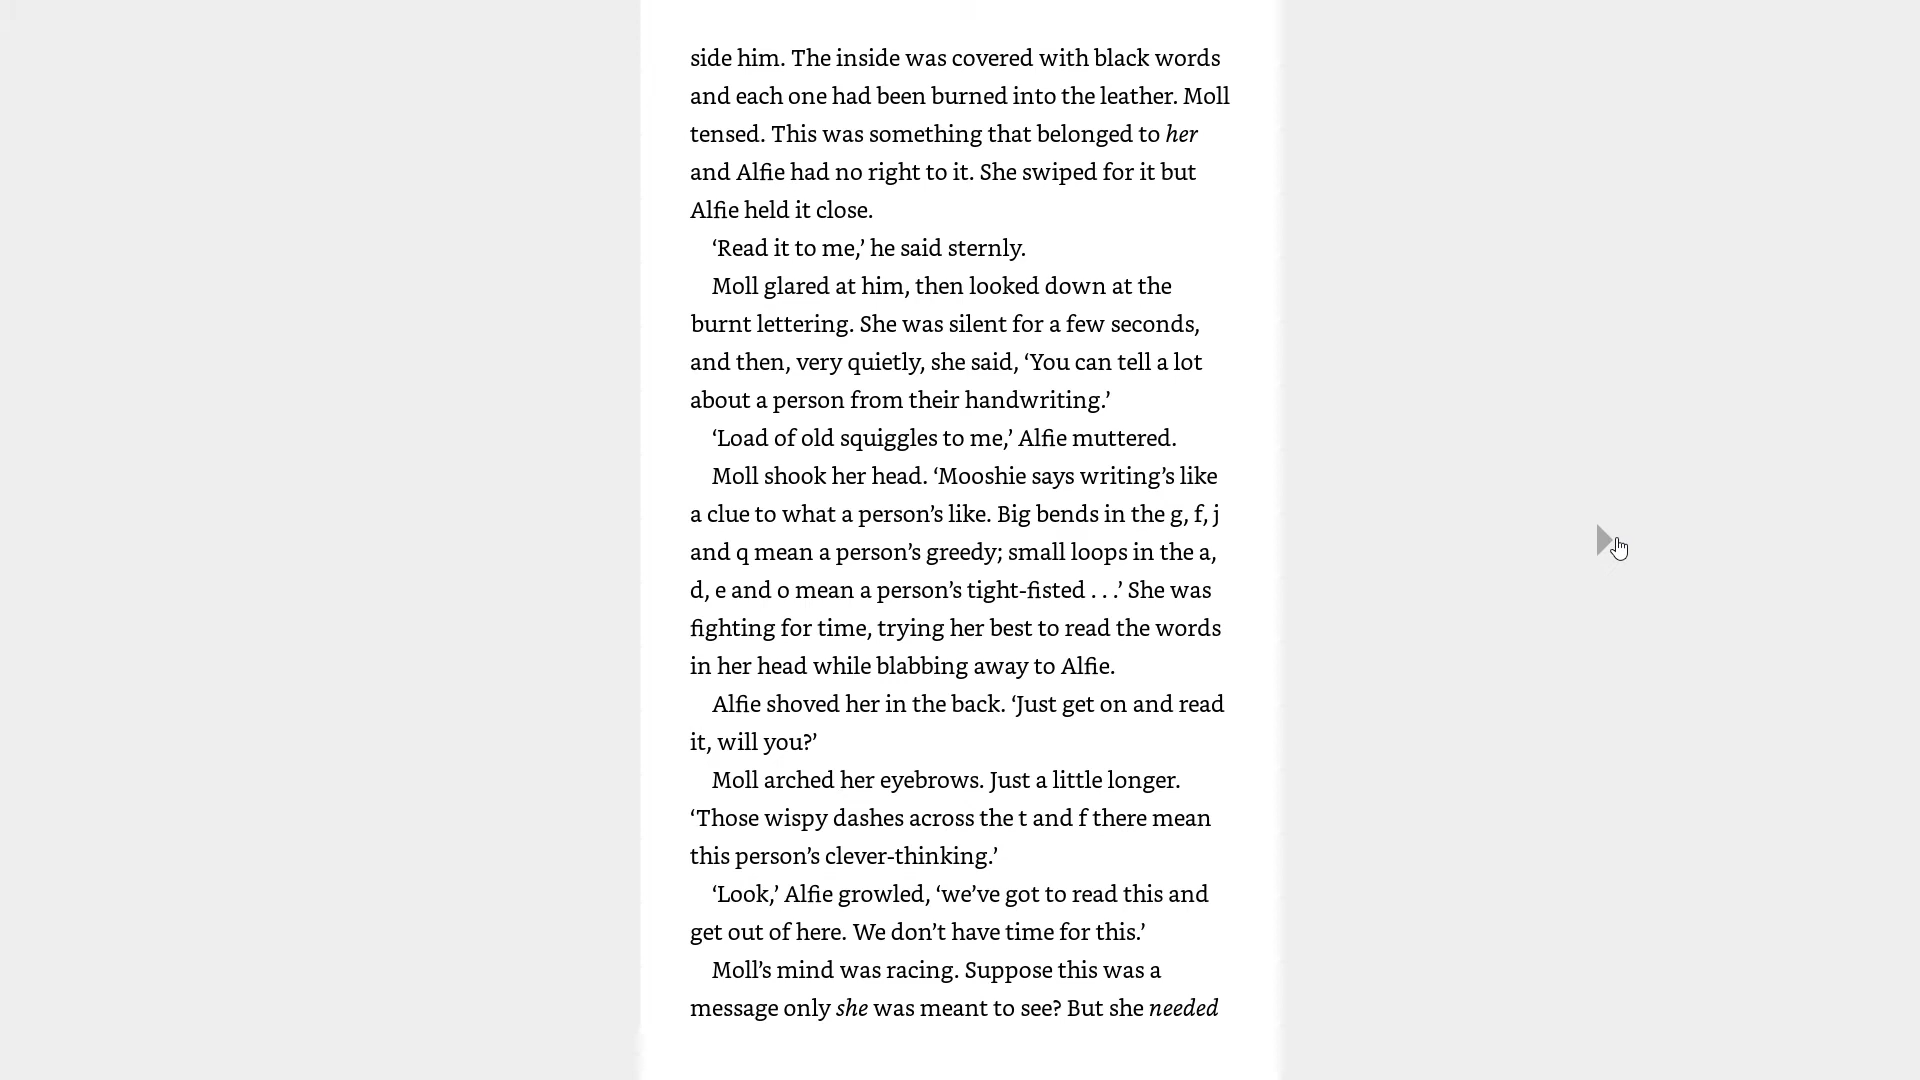 side him. The inside was covered with black words
and each one had been burned into the leather. Moll
tensed. This was something that belonged to her
and Alfie had no right to it. She swiped for it but
Alfie held it close.
‘Read it to me,’ he said sternly.
Moll glared at him, then looked down at the
burnt lettering. She was silent for a few seconds,
and then, very quietly, she said, ‘You can tell a lot
about a person from their handwriting.’
‘Load of old squiggles to me,’ Alfie muttered.
Moll shook her head. ‘Mooshie says writing’s like
a clue to what a person’s like. Big bends in the g, f, j
and q mean a person’s greedy; small loops in the a,
d, e and o mean a person’s tight-fisted . . .’ She was
fighting for time, trying her best to read the words
in her head while blabbing away to Alfie.
Alfie shoved her in the back. ‘Just get on and read
it, will you?’
Moll arched her eyebrows. Just a little longer.
‘Those wispy dashes across the t and f there mean
this person’s clever-thinking.’
‘Look,’ Alfie growled, ‘we’ve got to read this and
get out of here. We don’t have time for this.’
Moll’s mind was racing. Suppose this was a
message only she was meant to see? But she needed